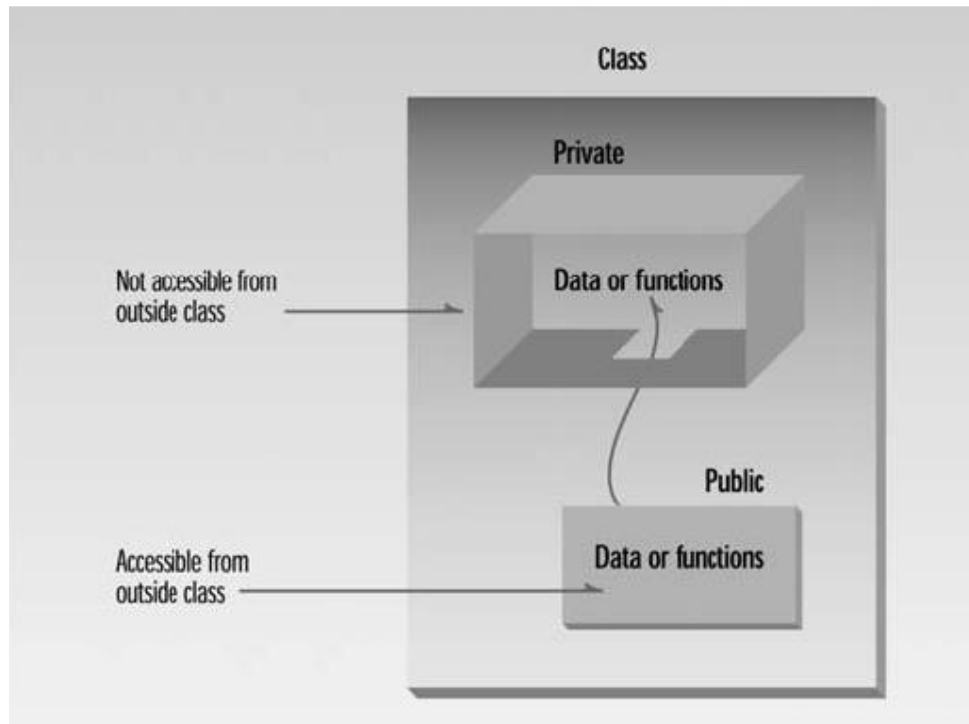 Class
Private
Not accessible from
outside class
Data or functions
Public
Data or functions
Accessible from
outside class